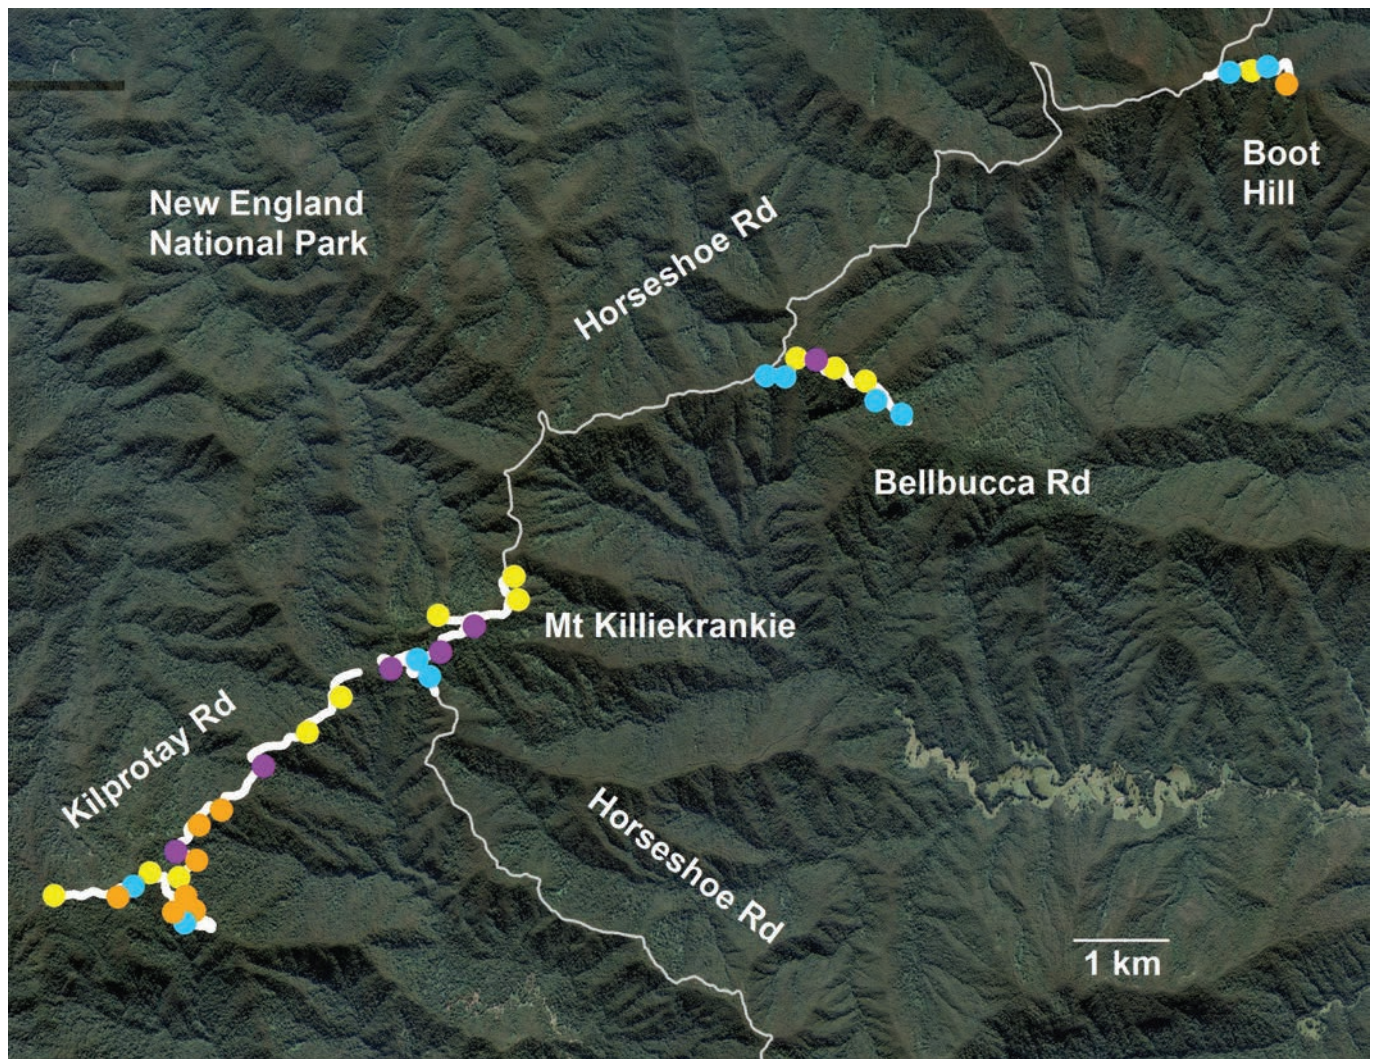 Boot
Hill
New England
National Park
Horseshoe Rd
Bellbucca Rd
Mt Killiekrankie
Kilprotay Rd
Horseshoe Rd
1 km